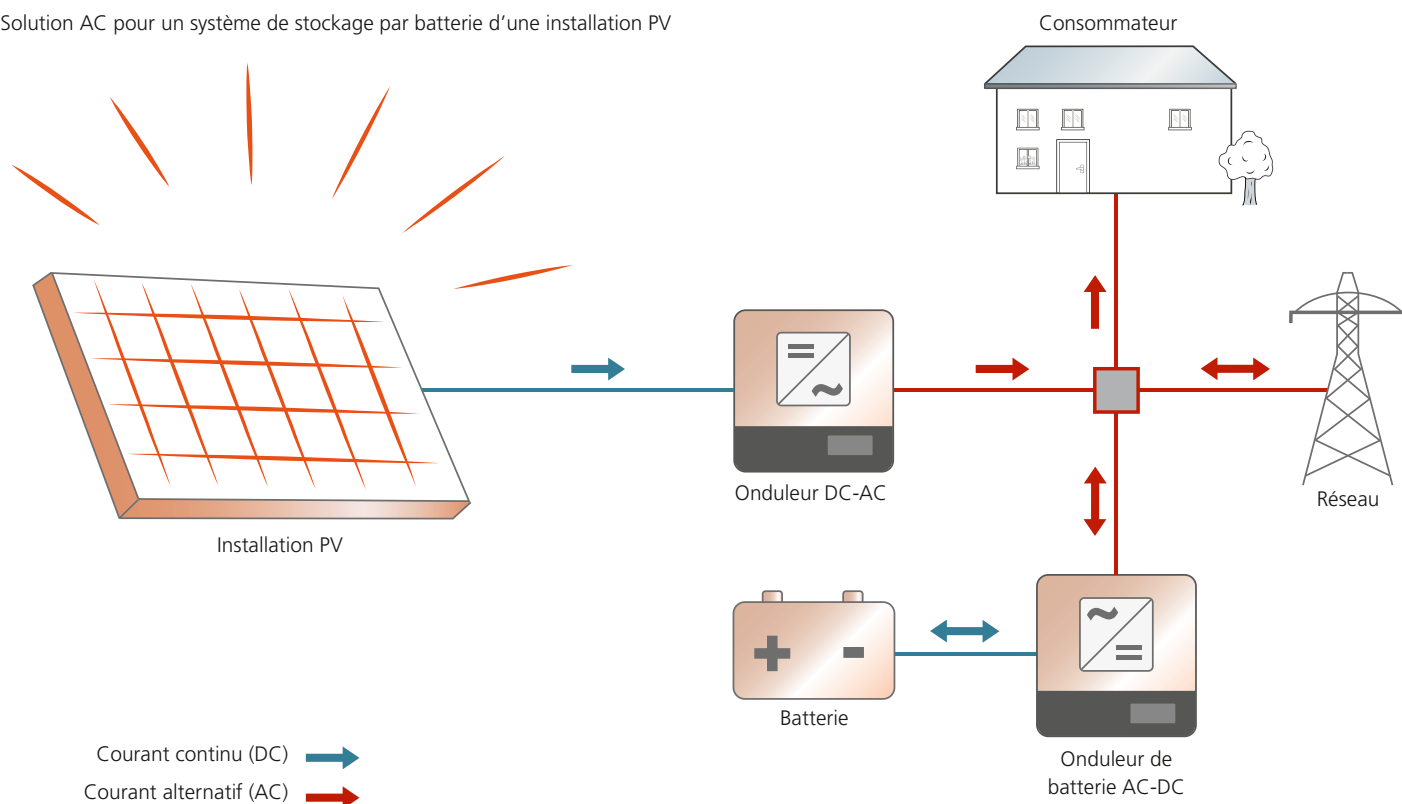 Solution AC pour un système de stockage par batterie d’une installation PV
Consommateur
Onduleur DC-AC
Réseau
Installation PV
Batterie
Onduleur de
batterie AC-DC
Courant continu (DC)
Courant alternatif (AC)